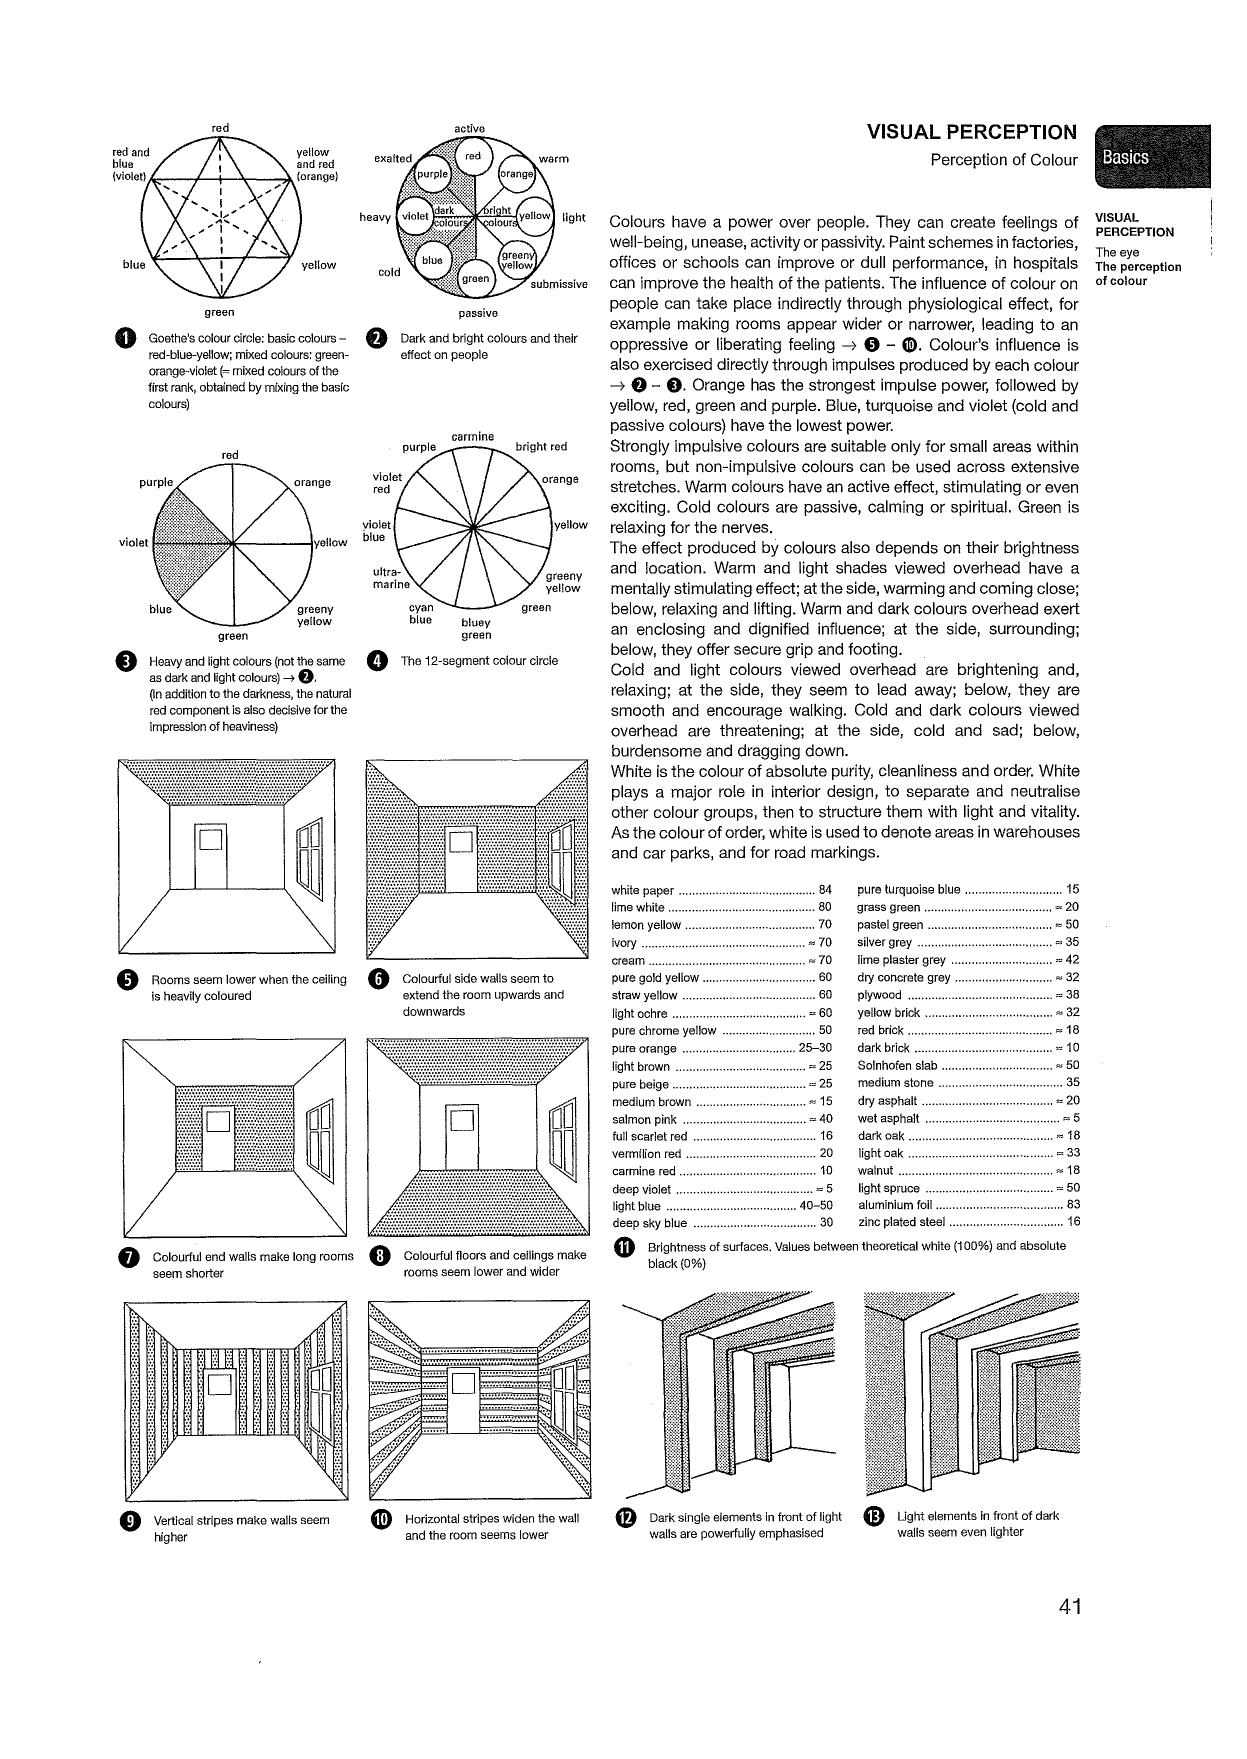 VISUAL PERCEPTION
Perception of Colour
Basics
VISUAL
PERCEPTION
The eye
The perception
of colour
red
red and
blue
(violet)
yellow
and red
(orange)
blue
yellow
green
1 Goethe's colour circle: basic colours –
red-blue-yellow; mixed colours: green-
orange-violet (= mixed colours of the
first rank, obtained by mixing the basic
colours)
active
exalted
warm
red
purple
orange
heavy
violet
dark
colours
bright
colours
yellow
light
blue
greeny
yellow
cold
green
submissive
passive
2 Dark and bright colours and their
effect on people
red
purple
orange
violet
yellow
blue
greeny
yellow
green
3 Heavy and light colours (not the same
as dark and light colours) → 2.
(In addition to the darkness, the natural
red component is also decisive for the
impression of heaviness)
carmine
purple
bright red
violet
red
orange
violet
blue
yellow
ultra-
marine
greeny
yellow
cyan
blue
bluey
green
green
4 The 12-segment colour circle
5 Rooms seem lower when the ceiling
is heavily coloured
6 Colourful side walls seem to
extend the room upwards and
downwards
7 Colourful end walls make long rooms
seem shorter
8 Colourful floors and ceilings make
rooms seem lower and wider
9 Vertical stripes make walls seem
higher
10 Horizontal stripes widen the wall
and the room seems lower
Colours have a power over people. They can create feelings of
well-being, unease, activity or passivity. Paint schemes in factories,
offices or schools can improve or dull performance, in hospitals
can improve the health of the patients. The influence of colour on
people can take place indirectly through physiological effect, for
example making rooms appear wider or narrower, leading to an
oppressive or liberating feeling → 5 – 10. Colour's influence is
also exercised directly through impulses produced by each colour
→ 2 – 3. Orange has the strongest impulse power, followed by
yellow, red, green and purple. Blue, turquoise and violet (cold and
passive colours) have the lowest power.
Strongly impulsive colours are suitable only for small areas within
rooms, but non-impulsive colours can be used across extensive
stretches. Warm colours have an active effect, stimulating or even
exciting. Cold colours are passive, calming or spiritual. Green is
relaxing for the nerves.
The effect produced by colours also depends on their brightness
and location. Warm and light shades viewed overhead have a
mentally stimulating effect; at the side, warming and coming close;
below, relaxing and lifting. Warm and dark colours overhead exert
an enclosing and dignified influence; at the side, surrounding;
below, they offer secure grip and footing.
Cold and light colours viewed overhead are brightening and,
relaxing; at the side, they seem to lead away; below, they are
smooth and encourage walking. Cold and dark colours viewed
overhead are threatening; at the side, cold and sad; below,
burdensome and dragging down.
White is the colour of absolute purity, cleanliness and order. White
plays a major role in interior design, to separate and neutralise
other colour groups, then to structure them with light and vitality.
As the colour of order, white is used to denote areas in warehouses
and car parks, and for road markings.
white paper ........ 84
lime white ........ 80
lemon yellow ........ 70
ivory ........ ≈ 70
cream ........ ≈ 70
pure gold yellow ........ 60
straw yellow ........ 60
light ochre ........ ≈ 60
pure chrome yellow ........ 50
pure orange ........ 25–30
light brown ........ ≈ 25
pure beige ........ ≈ 25
medium brown ........ ≈ 15
salmon pink ........ ≈ 40
full scarlet red ........ 16
vermilion red ........ 20
carmine red ........ 10
deep violet ........ ≈ 5
light blue ........ 40–50
deep sky blue ........ 30
pure turquoise blue ........ 15
grass green ........ ≈ 20
pastel green ........ ≈ 50
silver grey ........ ≈ 35
lime plaster grey ........ ≈ 42
dry concrete grey ........ ≈ 32
plywood ........ ≈ 38
yellow brick ........ ≈ 32
red brick ........ ≈ 18
dark brick ........ ≈ 10
Solnhofen slab ........ ≈ 50
medium stone ........ 35
dry asphalt ........ ≈ 20
wet asphalt ........ ≈ 5
dark oak ........ ≈ 18
light oak ........ ≈ 33
walnut ........ ≈ 18
light spruce ........ ≈ 50
aluminium foil ........ 83
zinc plated steel ........ 16
11 Brightness of surfaces. Values between theoretical white (100%) and absolute
black (0%)
12 Dark single elements in front of light
walls are powerfully emphasised
13 Light elements in front of dark
walls seem even lighter
41